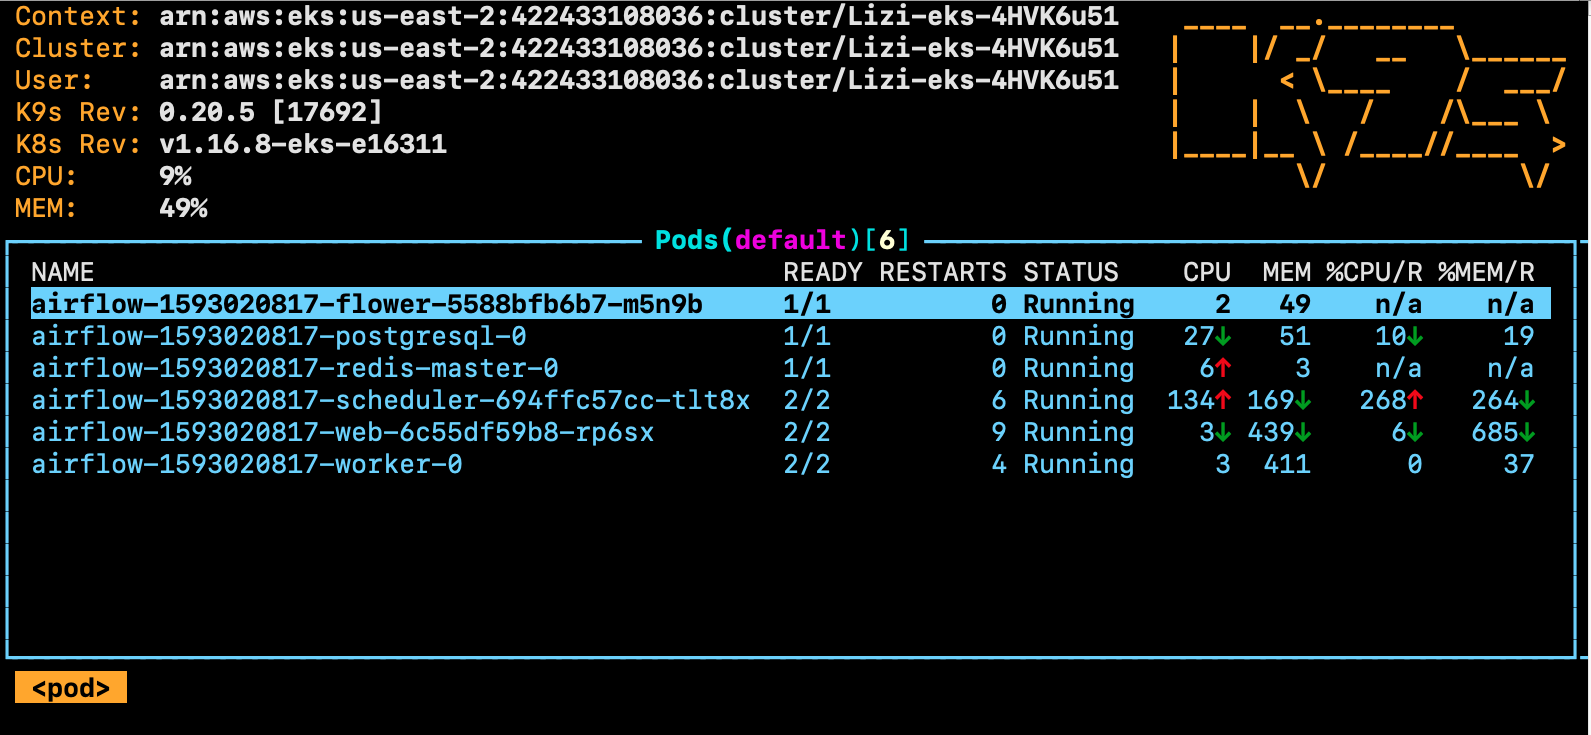 Context: arn:aws:eks:us-east-2:422433108036:cluster/Lizi-eks-4HVK6u51
Cluster: arn:aws:eks:us-east-2:422433108036:cluster/Lizi-eks-4HVK6u51
User: arn:aws:eks:us-east-2:422433108036:cluster/Lizi-eks-4HVK6u51
K9s Rev: 0.20.5 [17692]
K8s Rev: v1.16.8-eks-e16311
CPU: 9%
MEM: 49%
Pods(default)[6]
NAME READY RESTARTS STATUS CPU MEM %CPU/R %MEM/R
airflow-1593020817-flower-5588bfb6b7-m5n9b 1/1 0 Running 2 49 n/a n/a
airflow-1593020817-postgresql-0 1/1 0 Running 27↓ 51 10↓ 19
airflow-1593020817-redis-master-0 1/1 0 Running 6↑ 3 n/a n/a
airflow-1593020817-scheduler-694ffc57cc-tlt8x 2/2 6 Running 134↑ 169↓ 268↑ 264↓
airflow-1593020817-web-6c55df59b8-rp6sx 2/2 9 Running 3↓ 439↓ 6↓ 685↓
airflow-1593020817-worker-0 2/2 4 Running 3 411 0 37
<pod>